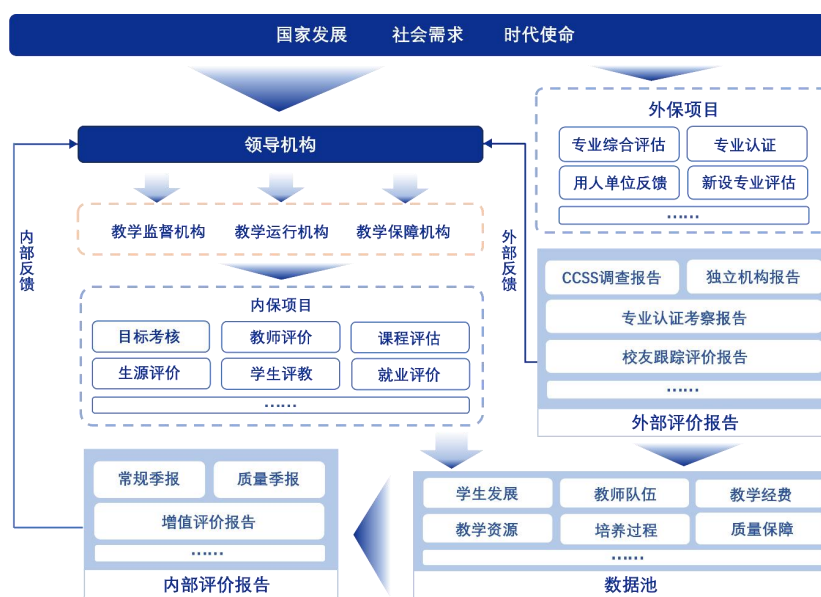 国家发展 社会需求 时代使命
领导机构
教学监督机构 教学运行机构 教学保障机构
内保项目
目标考核 教师评价 课程评估
生源评价 学生评教 就业评价
……
外保项目
专业综合评估 专业认证
用人单位反馈 新设专业评估
……
CCSS调查报告 独立机构报告
专业认证考察报告
校友跟踪评价报告
……
外部评价报告
内部反馈
外部反馈
常规季报 质量季报
增值评价报告
……
内部评价报告
学生发展 教师队伍 教学经费
教学资源 培养过程 质量保障
……
数据池